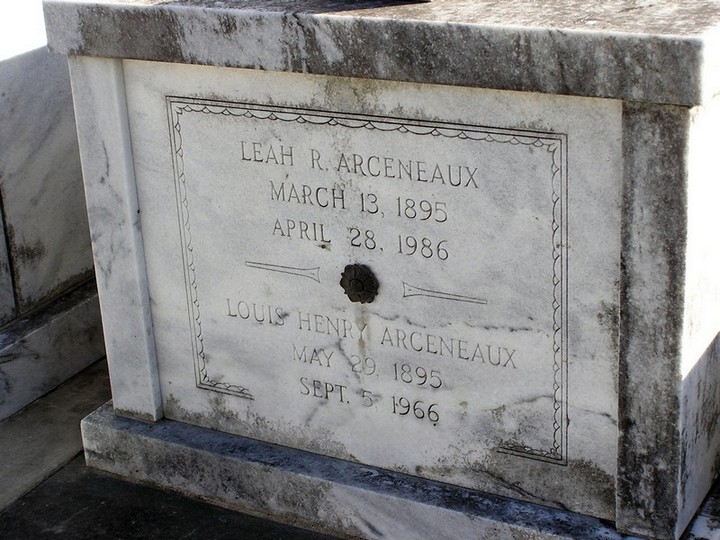 LEAH R. ARCENEAUX
MARCH 13, 1895
APRIL 28, 1986
LOUIS HENRY ARCENEAUX
MAY 29, 1895
SEPT. 5, 1966